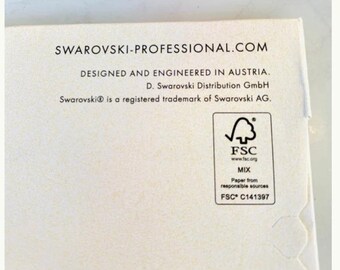 SWAROVSKI-PROFESSIONAL.COM
DESIGNED AND ENGINEERED IN AUSTRIA.
D. Swarovski Distribution GmbH
Swarovski® is a registered trademark of Swarovski AG.
FSC
www.fsc.org
MIX
Paper from
responsible sources
FSC® C141397